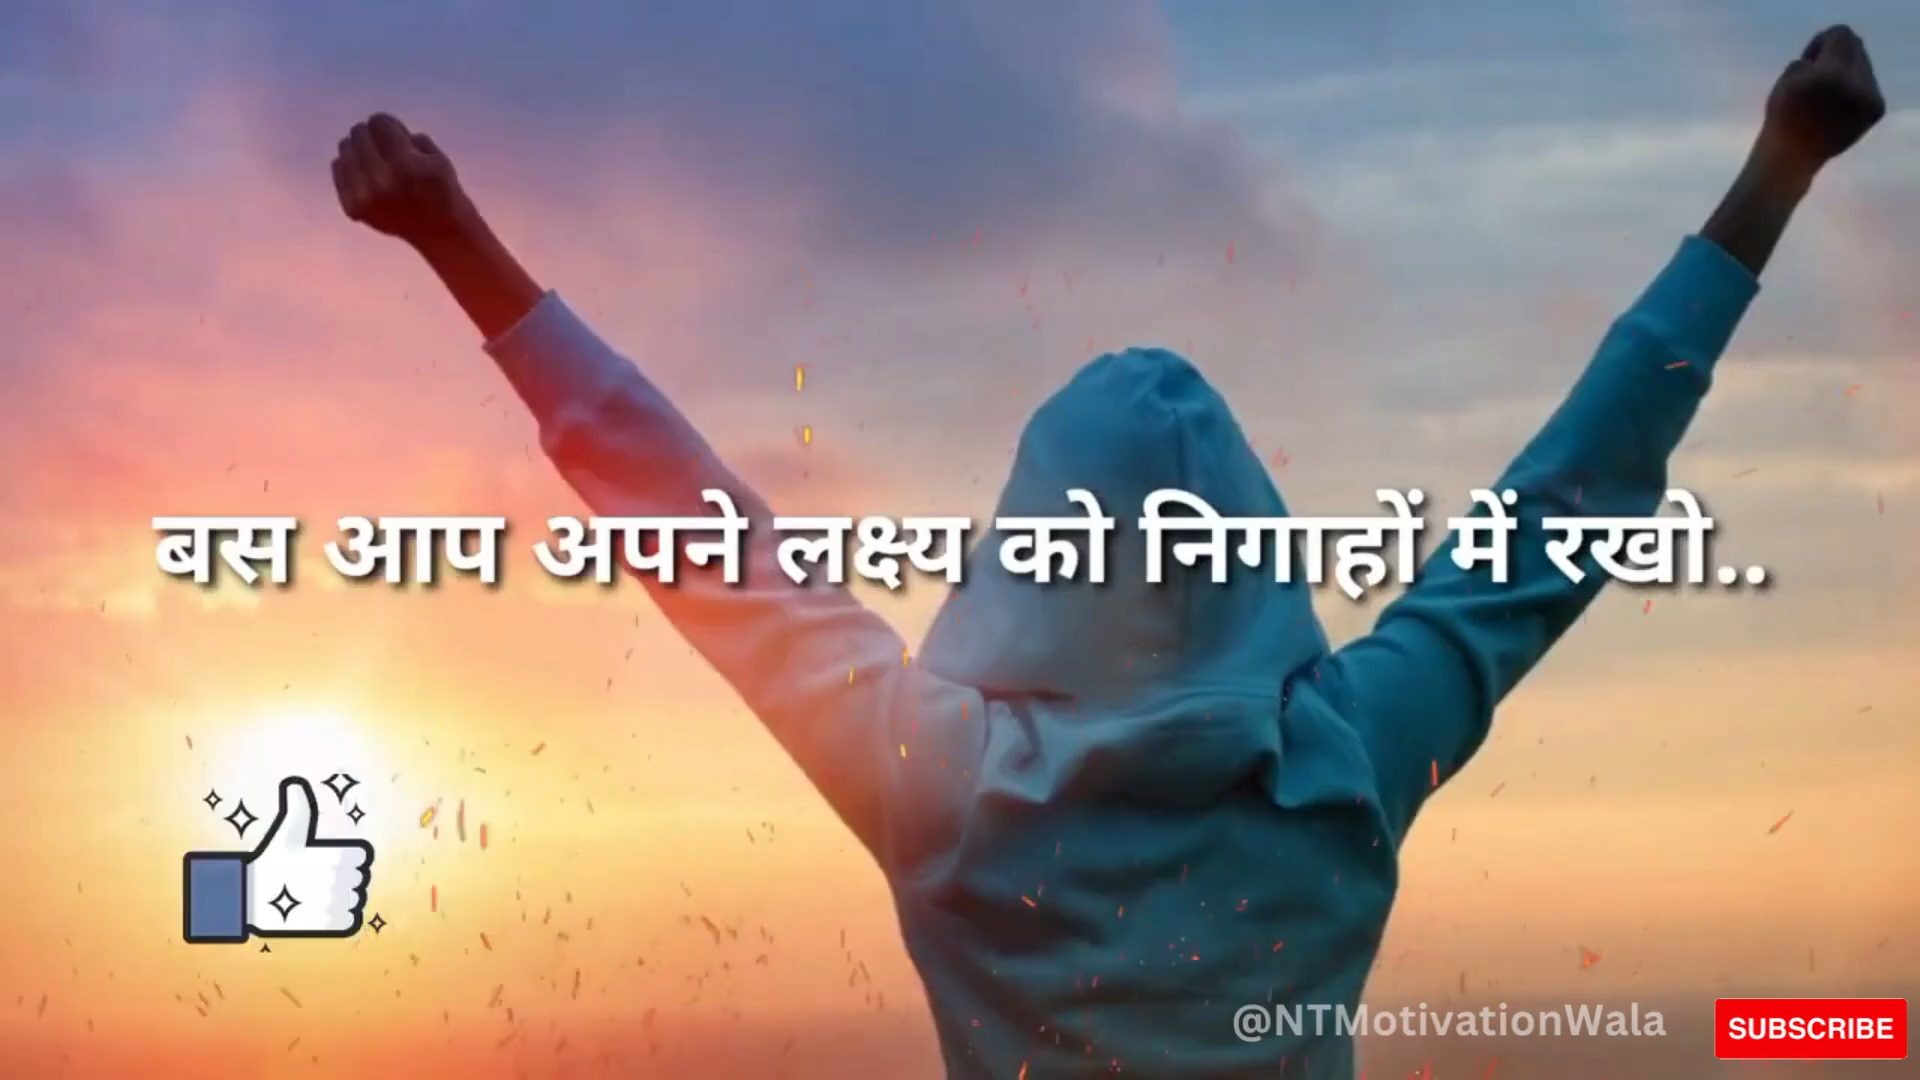 बस आप अपने लक्ष्य को निगाहों में रखो..
@NTMotivationWala
SUBSCRIBE